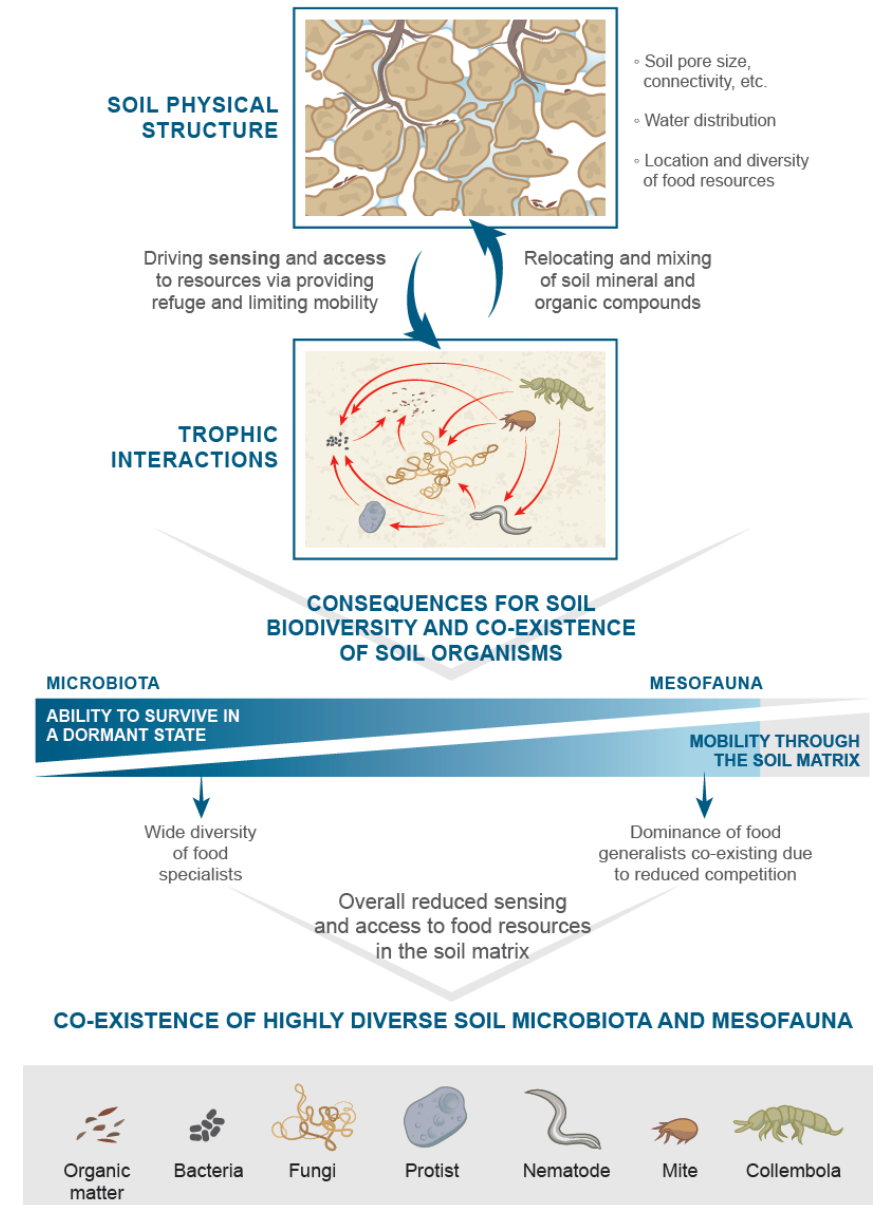 SOIL PHYSICAL
STRUCTURE
◦ Soil pore size,
connectivity, etc.
◦ Water distribution
◦ Location and diversity
of food resources
Driving sensing and access
to resources via providing
refuge and limiting mobility
Relocating and mixing
of soil mineral and
organic compounds
TROPHIC
INTERACTIONS
CONSEQUENCES FOR SOIL
BIODIVERSITY AND CO-EXISTENCE
OF SOIL ORGANISMS
MICROBIOTA
MESOFAUNA
ABILITY TO SURVIVE IN
A DORMANT STATE
MOBILITY THROUGH
THE SOIL MATRIX
Wide diversity
of food
specialists
Dominance of food
generalists co-existing due
to reduced competition
Overall reduced sensing
and access to food resources
in the soil matrix
CO-EXISTENCE OF HIGHLY DIVERSE SOIL MICROBIOTA AND MESOFAUNA
Organic
matter
Bacteria
Fungi
Protist
Nematode
Mite
Collembola